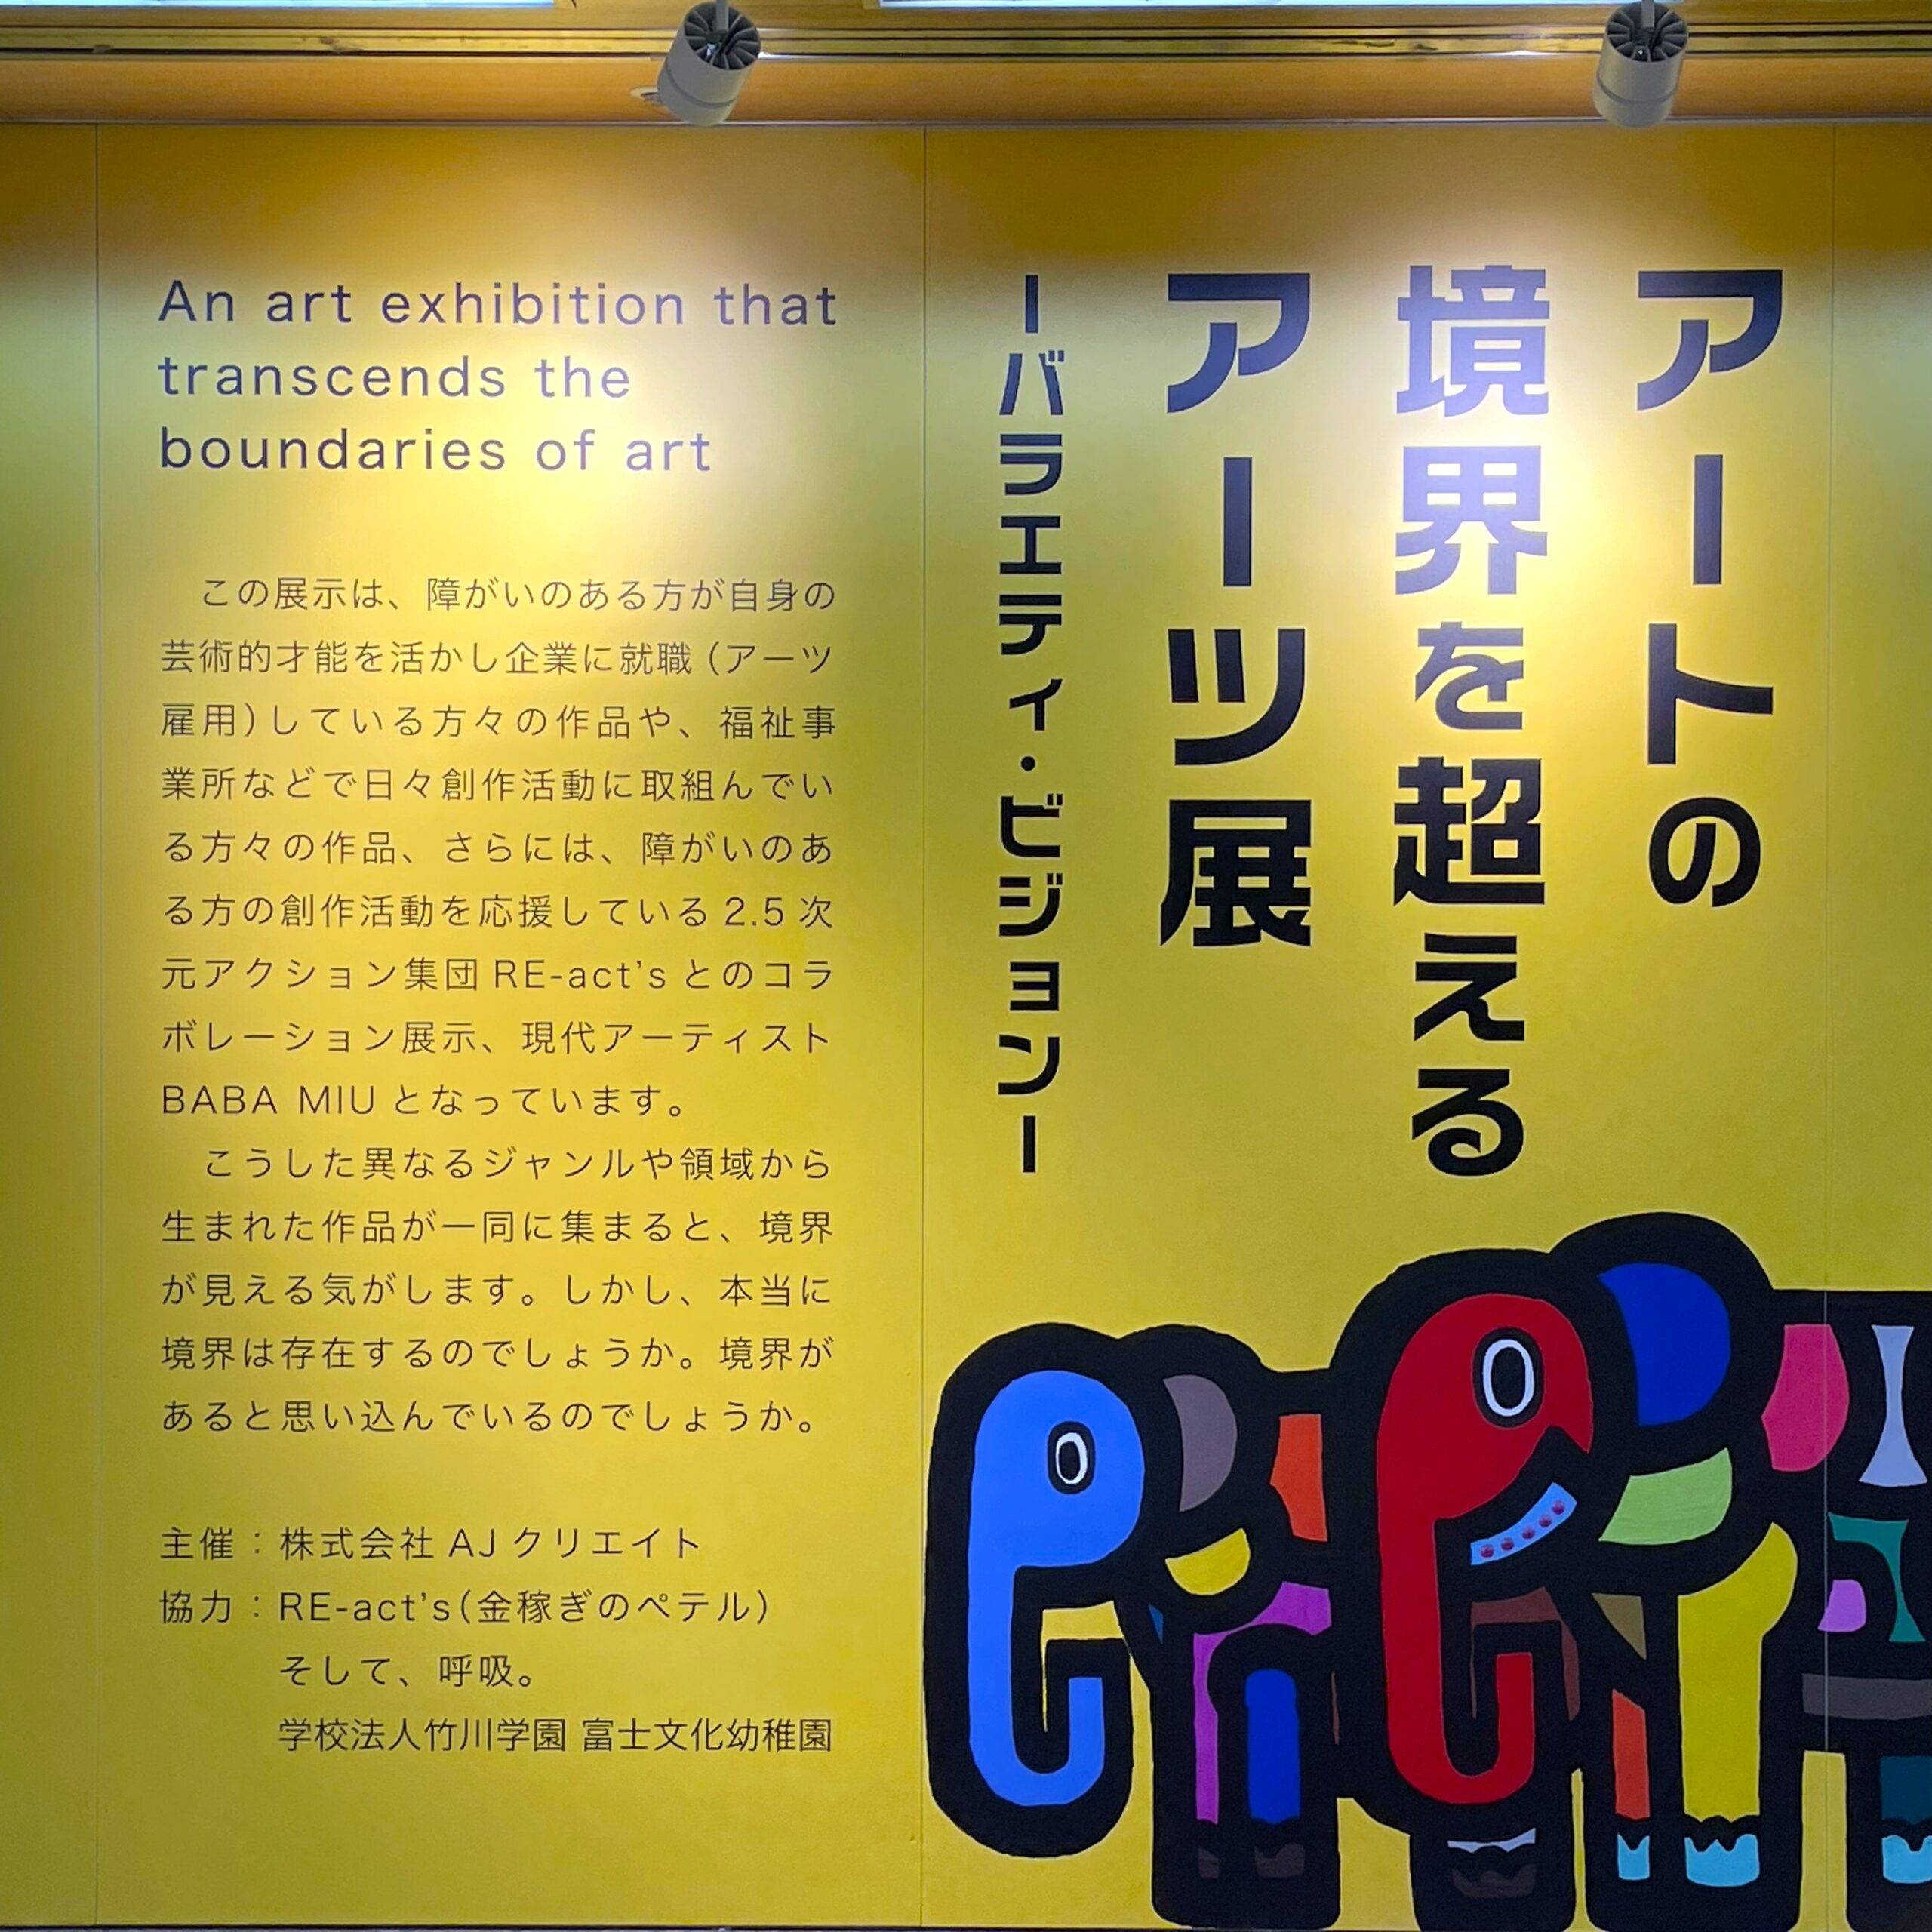 アートの
境界を超える
アーツ展
ーバラエティ・ビジョンー
An art exhibition that
transcends the
boundaries of art
この展示は、障がいのある方が自身の
芸術的才能を活かし企業に就職（アーツ
雇用）している方々の作品や、福祉事
業所などで日々創作活動に取組んでい
る方々の作品、さらには、障がいのあ
る方の創作活動を応援している 2.5 次
元アクション集団 RE-act’s とのコラ
ボレーション展示、現代アーティスト
BABA MIU となっています。
こうした異なるジャンルや領域から
生まれた作品が一同に集まると、境界
が見える気がします。しかし、本当に
境界は存在するのでしょうか。境界が
あると思い込んでいるのでしょうか。
主催：株式会社 AJ クリエイト
協力：RE-act’s（金稼ぎのペテル）
そして、呼吸。
学校法人竹川学園 富士文化幼稚園